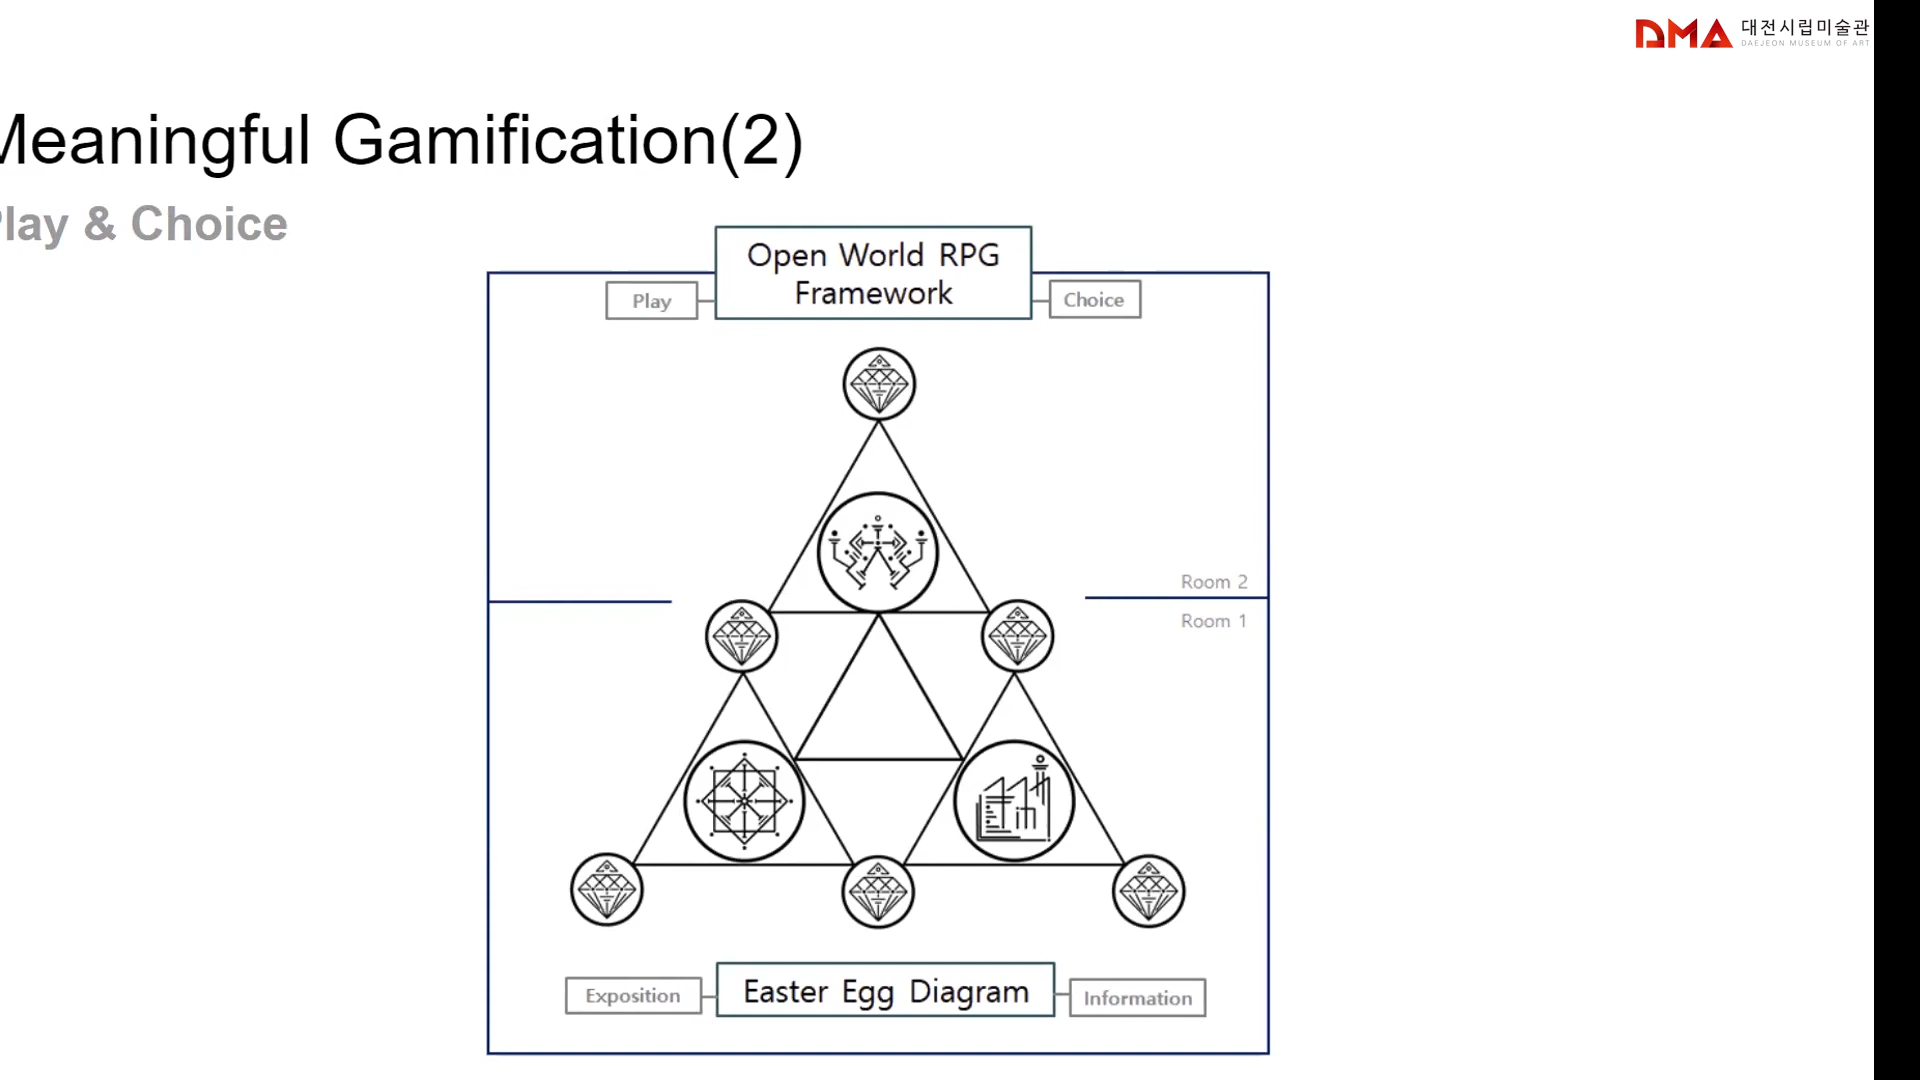 DMA 대전시립미술관
DAEJEON MUSEUM OF ART
Meaningful Gamification(2)
Play & Choice
Open World RPG
Framework
Play
Choice
Room 2
Room 1
Exposition
Easter Egg Diagram
Information